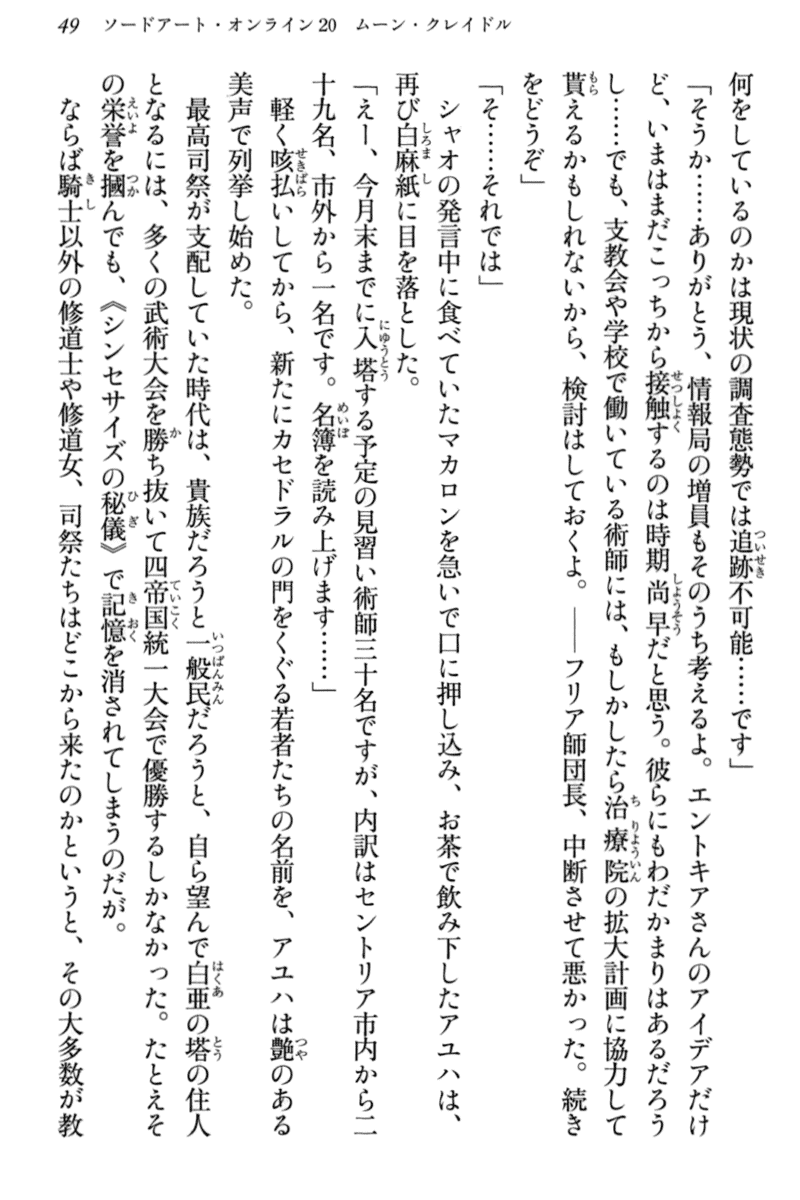 49　ソードアート・オンライン20　ムーン・クレイドル
何をしているのかは現状の調査態勢では追跡不可能……です」
「そうか……ありがとう、情報局の増員もそのうち考えるよ。エントキアさんのアイデアだけ
ど、いまはまだこっちから接触するのは時期尚早だと思う。彼らにもわだかまりはあるだろう
し……でも、支教会や学校で働いている術師には、もしかしたら治療院の拡大計画に協力して
貰えるかもしれないから、検討はしておくよ。――フリア師団長、中断させて悪かった。続き
をどうぞ」
「そ……それでは」
シャオの発言中に食べていたマカロンを急いで口に押し込み、お茶で飲み下したアユハは、
再び白麻紙に目を落とした。
「えー、今月末までに入塔する予定の見習い術師三十名ですが、内訳はセントリア市内から二
十九名、市外から一名です。名簿を読み上げます……」
軽く咳払いしてから、新たにカセドラルの門をくぐる若者たちの名前を、アユハは艶のある
美声で列挙し始めた。
最高司祭が支配していた時代は、貴族だろうと一般民だろうと、自ら望んで白亜の塔の住人
となるには、多くの武術大会を勝ち抜いて四帝国統一大会で優勝するしかなかった。たとえそ
の栄誉を摑んでも、《シンセサイズの秘儀》で記憶を消されてしまうのだが。
ならば騎士以外の修道士や修道女、司祭たちはどこから来たのかというと、その大多数が教